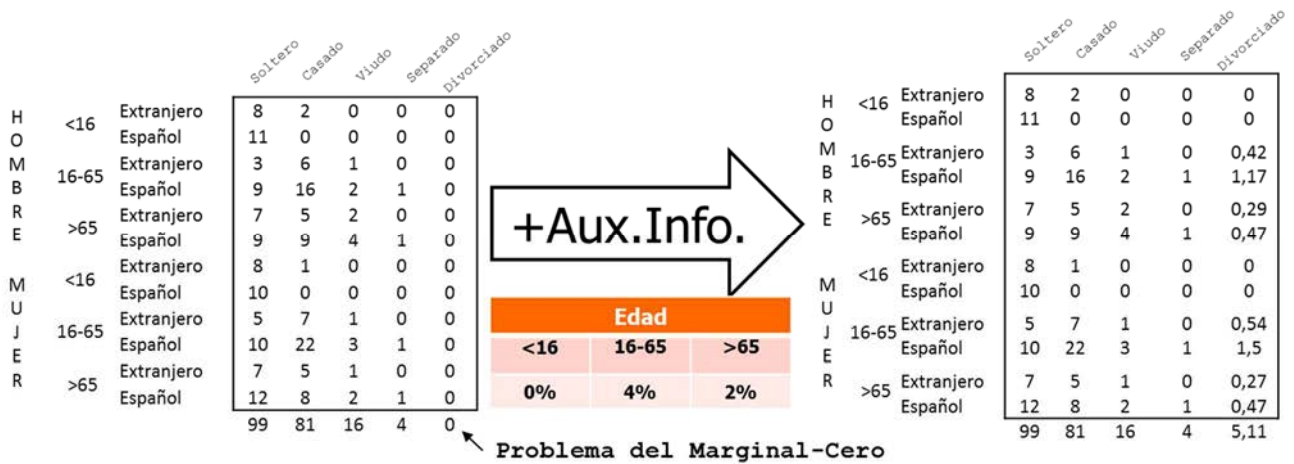 Soltero Casado Viudo Separado Divorciado
HOMBRE
<16 Extranjero 8 2 0 0 0
Español 11 0 0 0 0
16-65 Extranjero 3 6 1 0 0
Español 9 16 2 1 0
>65 Extranjero 7 5 2 0 0
Español 9 9 4 1 0
MUJER
<16 Extranjero 8 1 0 0 0
Español 10 0 0 0 0
16-65 Extranjero 5 7 1 0 0
Español 10 22 3 1 0
>65 Extranjero 7 5 1 0 0
Español 12 8 2 1 0
99 81 16 4 0
Problema del Marginal-Cero
+Aux.Info.
Edad
<16 16-65 >65
0% 4% 2%
Soltero Casado Viudo Separado Divorciado
HOMBRE
<16 Extranjero 8 2 0 0 0
Español 11 0 0 0 0
16-65 Extranjero 3 6 1 0 0,42
Español 9 16 2 1 1,17
>65 Extranjero 7 5 2 0 0,29
Español 9 9 4 1 0,47
MUJER
<16 Extranjero 8 1 0 0 0
Español 10 0 0 0 0
16-65 Extranjero 5 7 1 0 0,54
Español 10 22 3 1 1,5
>65 Extranjero 7 5 1 0 0,27
Español 12 8 2 1 0,47
99 81 16 4 5,11